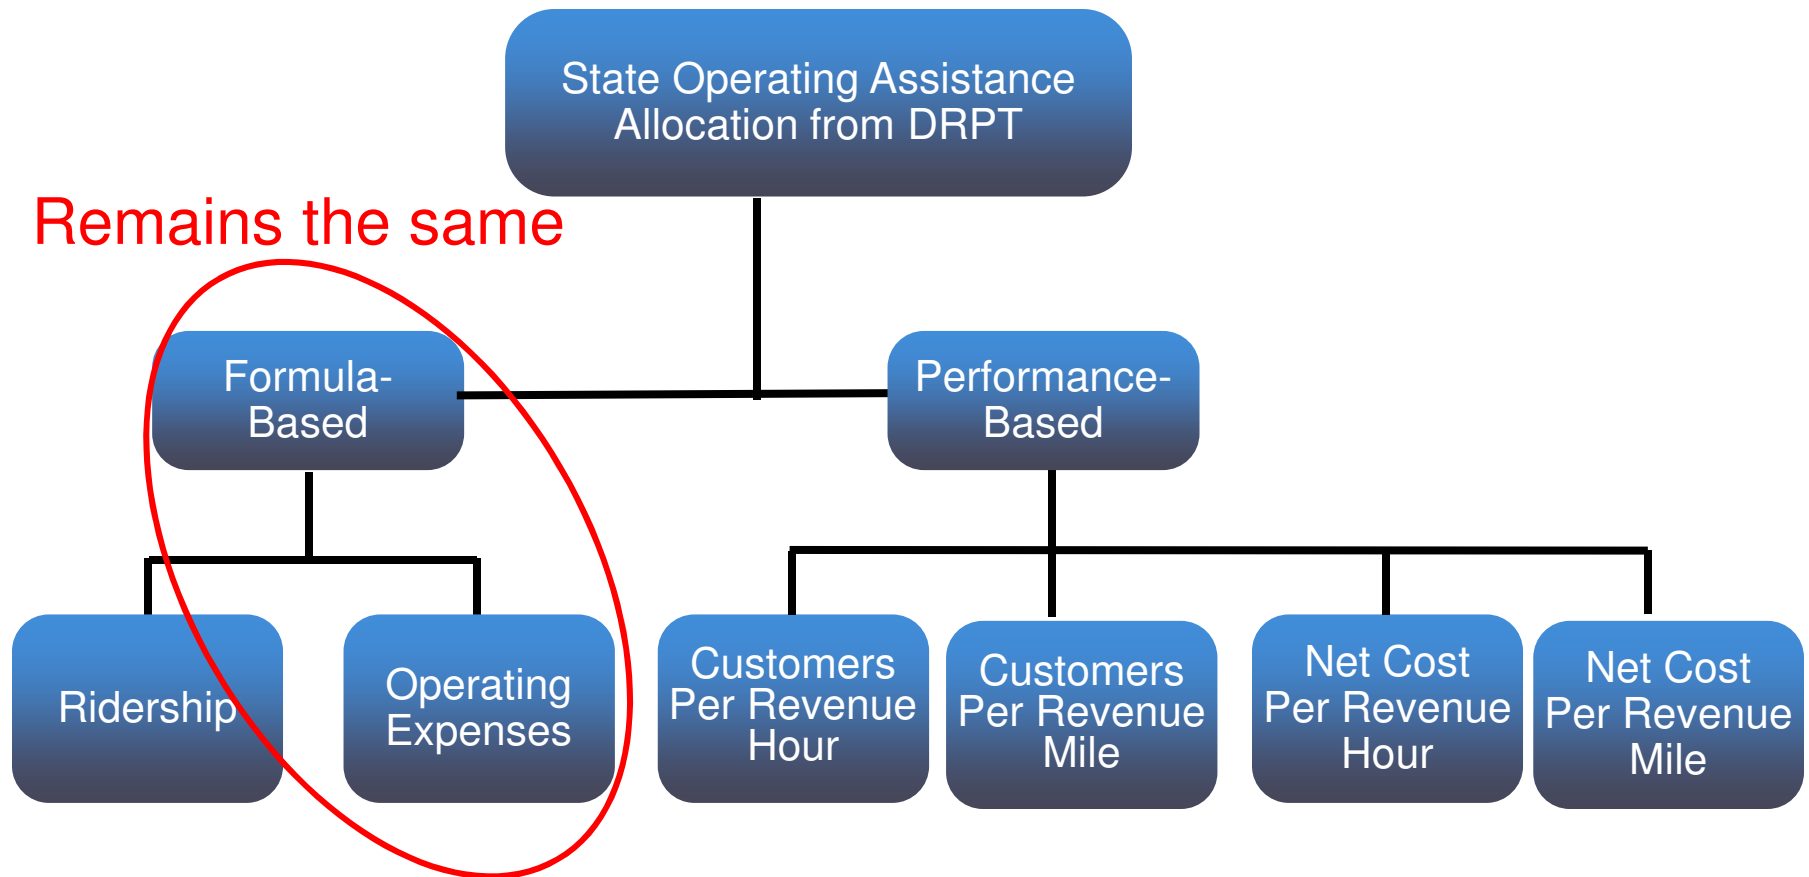 State Operating Assistance
Allocation from DRPT
Remains the same
Formula-
Based
Performance-
Based
Ridership
Operating
Expenses
Customers
Per Revenue
Hour
Customers
Per Revenue
Mile
Net Cost
Per Revenue
Hour
Net Cost
Per Revenue
Mile